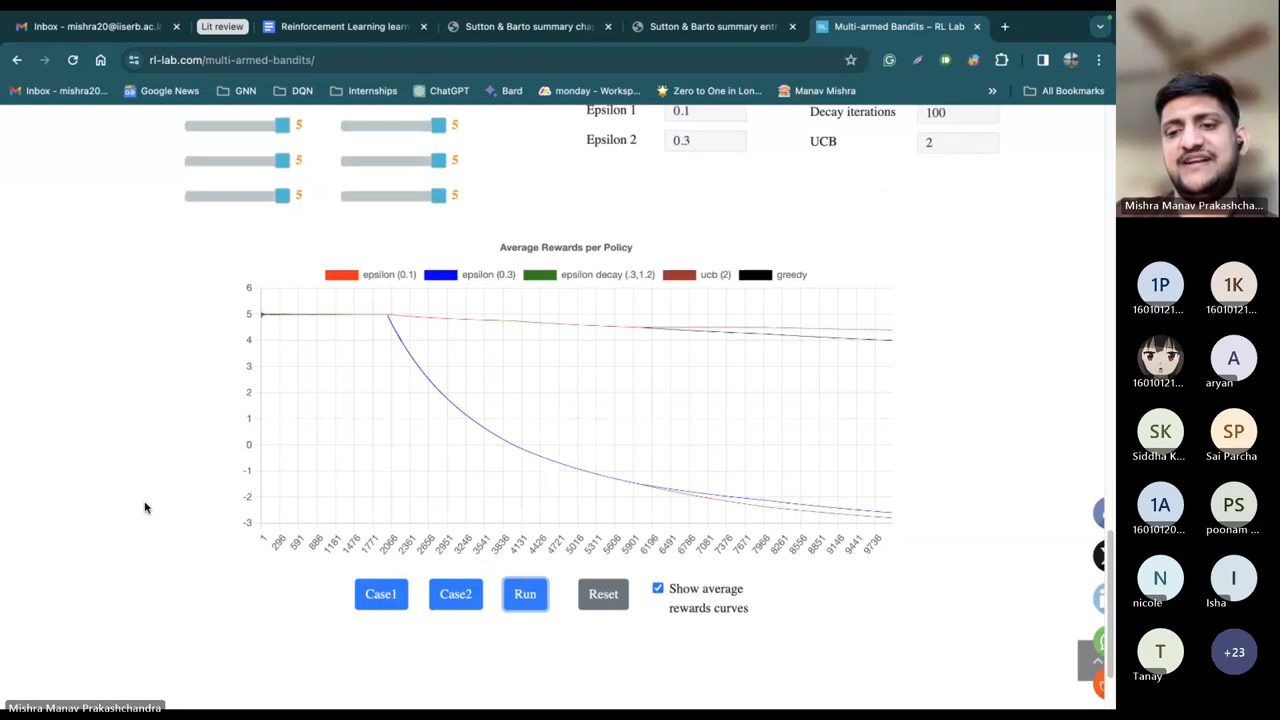 Inbox - mishra20@iiserb.ac.in
Lit review
Reinforcement Learning learn
Sutton & Barto summary cha
Sutton & Barto summary entr
Multi-armed Bandits – RL Lab
rl-lab.com/multi-armed-bandits/
Inbox - mishra20...
Google News
GNN
DQN
Internships
ChatGPT
Bard
monday - Worksp...
Zero to One in Lon...
Manav Mishra
»
All Bookmarks
5 5
5 5
5 5
Epsilon 1 0.1 Decay iterations 100
Epsilon 2 0.3 UCB 2
Average Rewards per Policy
epsilon (0.1) epsilon (0.3) epsilon decay (.3,1.2) ucb (2) greedy
6
5
4
3
2
1
0
-1
-2
-3
1 296 591 886 1181 1476 1771 2066 2361 2656 2951 3246 3541 3836 4131 4426 4721 5016 5311 5606 5901 6196 6491 6786 7081 7376 7671 7966 8261 8556 8851 9146 9441 9736
Case1 Case2 Run Reset Show average
rewards curves
Mishra Manav Prakashchandra
Mishra Manav Prakashcha...
1P 1K
16010121... 16010121...
A
16010121... aryan
SK SP
Siddha K... Sai Parcha
1A PS
16010120... poonam ...
N I
nicole Isha
T +23
Tanay